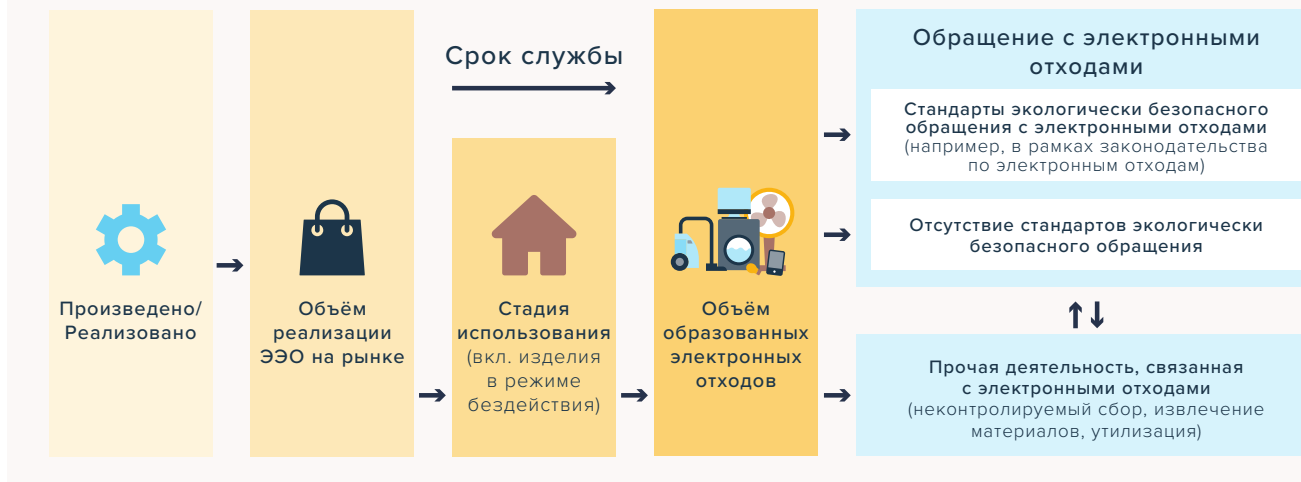 Произведено/
Реализовано
Объём
реализации
ЭЭО на рынке
Срок службы
Стадия
использования
(вкл. изделия
в режиме
бездействия)
Объём
образованных
электронных
отходов
Обращение с электронными
отходами
Стандарты экологически безопасного
обращения с электронными отходами
(например, в рамках законодательства
по электронным отходам)
Отсутствие стандартов экологически
безопасного обращения
Прочая деятельность, связанная
с электронными отходами
(неконтролируемый сбор, извлечение
материалов, утилизация)